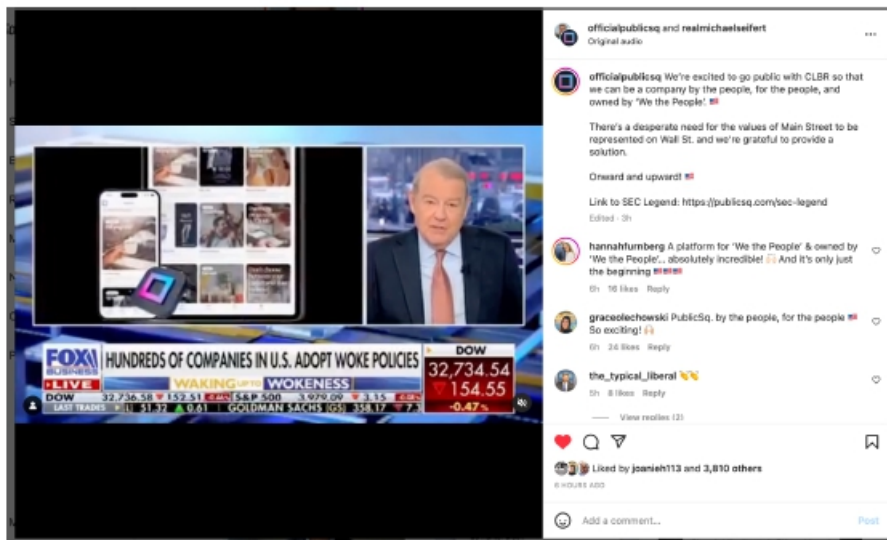 officialpublicsq and realmichaelseifert
Original audio
officialpublicsq We're excited to go public with CLBR so that
we can be a company by the people, for the people, and
owned by 'We the People'. 🇺🇸
There's a desperate need for the values of Main Street to be
represented on Wall St. and we're grateful to provide a
solution.
Onward and upward! 🇺🇸
Link to SEC Legend: https://publicsq.com/sec-legend
Edited · 3h
hannahfurnberg A platform for 'We the People' & owned by
'We the People'... absolutely incredible! 🙌🏻 And it's only just
the beginning 🇺🇸🇺🇸🇺🇸
6h 16 likes Reply
graceolechowski PublicSq. by the people, for the people 🇺🇸
So exciting! 🙌🏻
6h 24 likes Reply
the_typical_liberal 👏👏
5h 8 likes Reply
View replies (2)
Liked by joanieh113 and 3,810 others
6 HOURS AGO
Add a comment...
Post
FOX
BUSINESS
LIVE
HUNDREDS OF COMPANIES IN U.S. ADOPT WOKE POLICIES
WAKING UP TO WOKENESS
DOW
32,734.54
▼ 154.55
-0.47%
DOW 32,736.58 ▼ 152.51 -0.46% S&P 500 3,979.09 ▼ 3.15 -0.08%
LAST TRADES 51.32 ▲ 0.61 GOLDMAN SACHS (GS) 358.17 ▼ 7.3